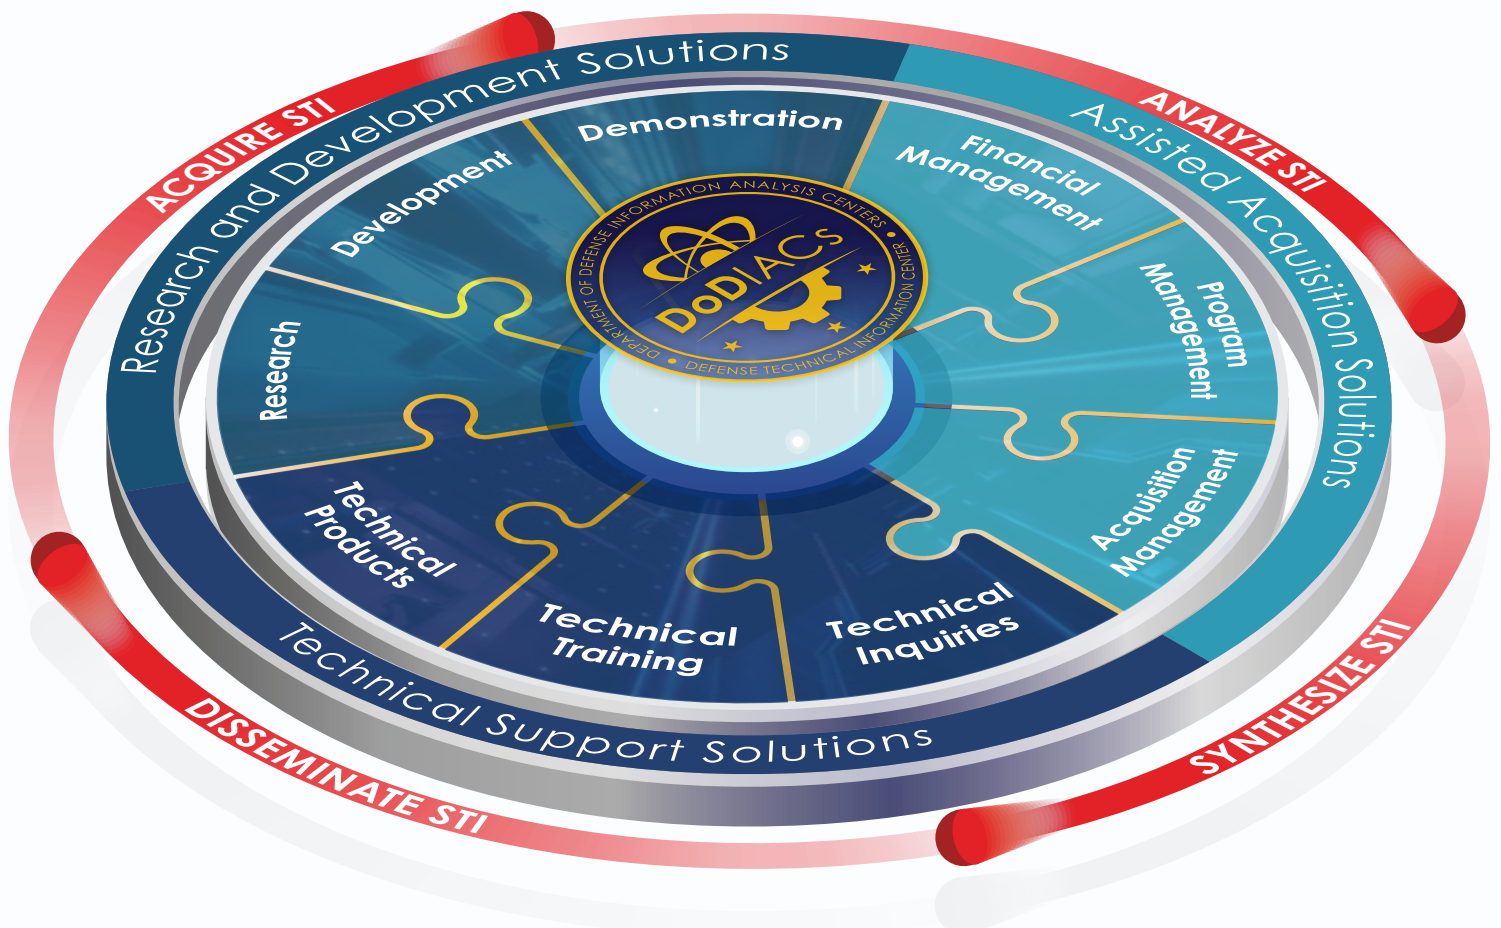 ACQUIRE STI
ANALYZE STI
SYNTHESIZE STI
DISSEMINATE STI
Research and Development Solutions
Assisted Acquisition Solutions
Technical Support Solutions
Research
Development
Demonstration
Financial
Management
Program
Management
Acquisition
Management
Technical
Inquiries
Technical
Training
Technical
Products
DEPARTMENT OF DEFENSE INFORMATION ANALYSIS CENTERS
DEFENSE TECHNICAL INFORMATION CENTER
DoDIACs